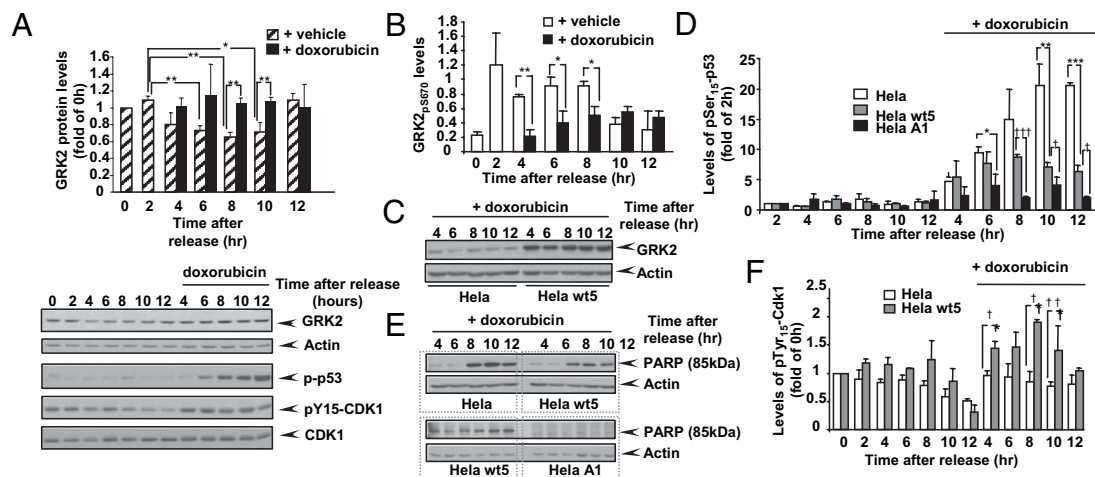 A
+ vehicle
+ doxorubicin
GRK2 protein levels
(fold of 0h)
1.6
1.4
1.2
1
0.8
0.6
0.4
0.2
0
*
**
**
**
**
0 2 4 6 8 10 12
Time after
release (hr)
doxorubicin
Time after release
(hours)
0 2 4 6 8 10 12 4 6 8 10 12
GRK2
Actin
p-p53
pY15-CDK1
CDK1
B
+ vehicle
+ doxorubicin
GRK2pS670 levels
1.6
1.2
0.8
0.4
0
**
*
*
0 2 4 6 8 10 12
Time after release (hr)
C
+ doxorubicin
Time after
release (hr)
4 6 8 10 12 4 6 8 10 12
GRK2
Actin
Hela
Hela wt5
E
+ doxorubicin
Time after
release (hr)
4 6 8 10 12 4 6 8 10 12
PARP (85kDa)
Actin
Hela
Hela wt5
PARP (85kDa)
Actin
Hela wt5
Hela A1
D
+ doxorubicin
Levels of pSer15-p53
(fold of 2h)
25
20
15
10
5
0
Hela
Hela wt5
Hela A1
*
†††
**
†
***
†
2 4 6 8 10 12 4 6 8 10 12
Time after release (hr)
F
+ doxorubicin
Levels of pTyr15-Cdk1
(fold of 0h)
2.5
2
1.5
1
0.5
0
Hela
Hela wt5
†
*
†
*
††
*
0 2 4 6 8 10 12 4 6 8 10 12
Time after release (hr)